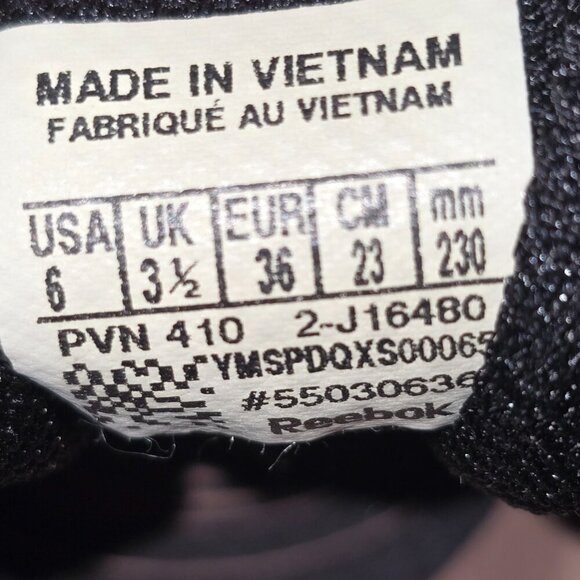 MADE IN VIETNAM
FABRIQUÉ AU VIETNAM
USA UK EUR CM mm
6 3½ 36 23 230
PVN 410 2-J16480
YMSPDQXS00065
#55030636
Reebok